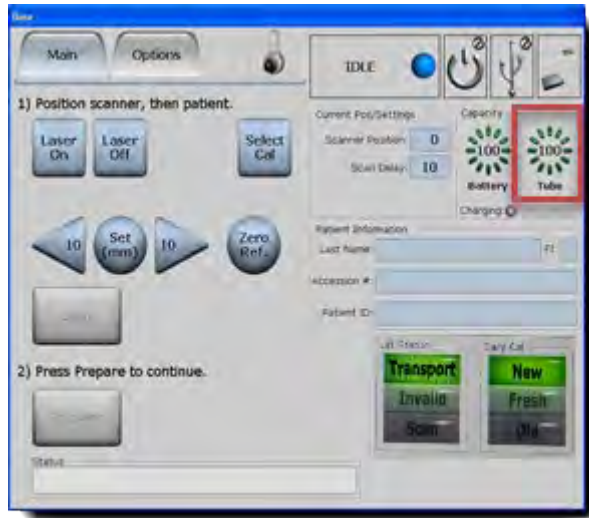 Main
Options
IDLE
1) Position scanner, then patient.
Laser On
Laser Off
Select Cal
Current Pos/Settings
Scanner Position
0
Scan Delay
10
Capacity
100
Battery
100
Tube
Charging
10
Set (mm)
10
Zero Ref.
Patient Information
Last Name
Accession #
Patient ID
2) Press Prepare to continue.
Transport
Invalid
Scan
Daily Cal
New
Fresh
Old
Status